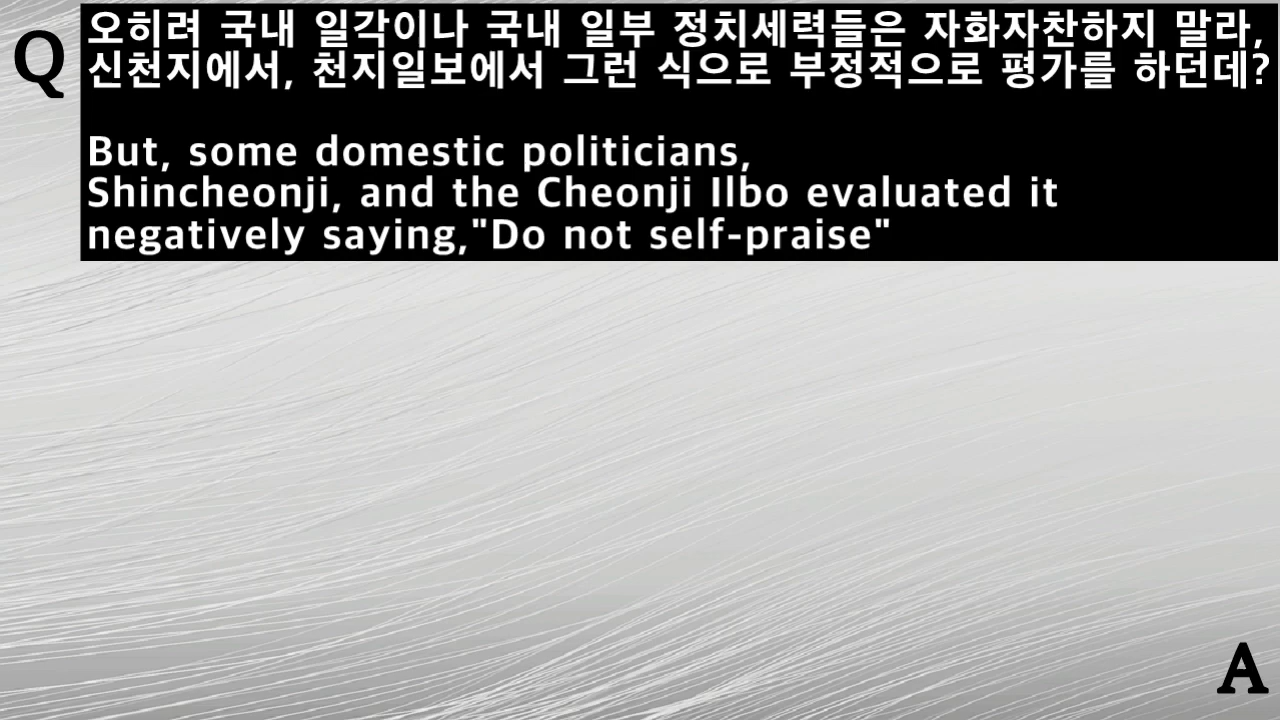 Q
오히려 국내 일각이나 국내 일부 정치세력들은 자화자찬하지 말라,
신천지에서, 천지일보에서 그런 식으로 부정적으로 평가를 하던데?
But, some domestic politicians,
Shincheonji, and the Cheonji Ilbo evaluated it
negatively saying,"Do not self-praise"
A